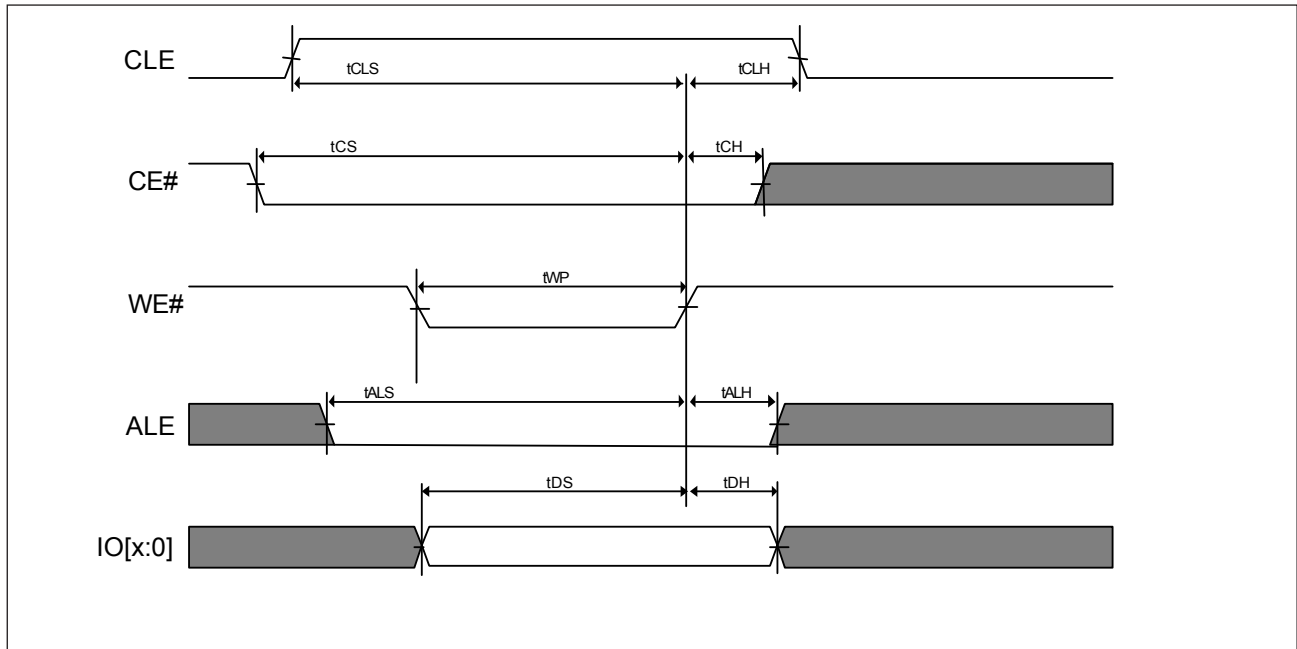 CLE
tCLS
tCLH
tCS
tCH
CE#
tWP
WE#
tALS
tALH
ALE
tDS
tDH
IO[x:0]